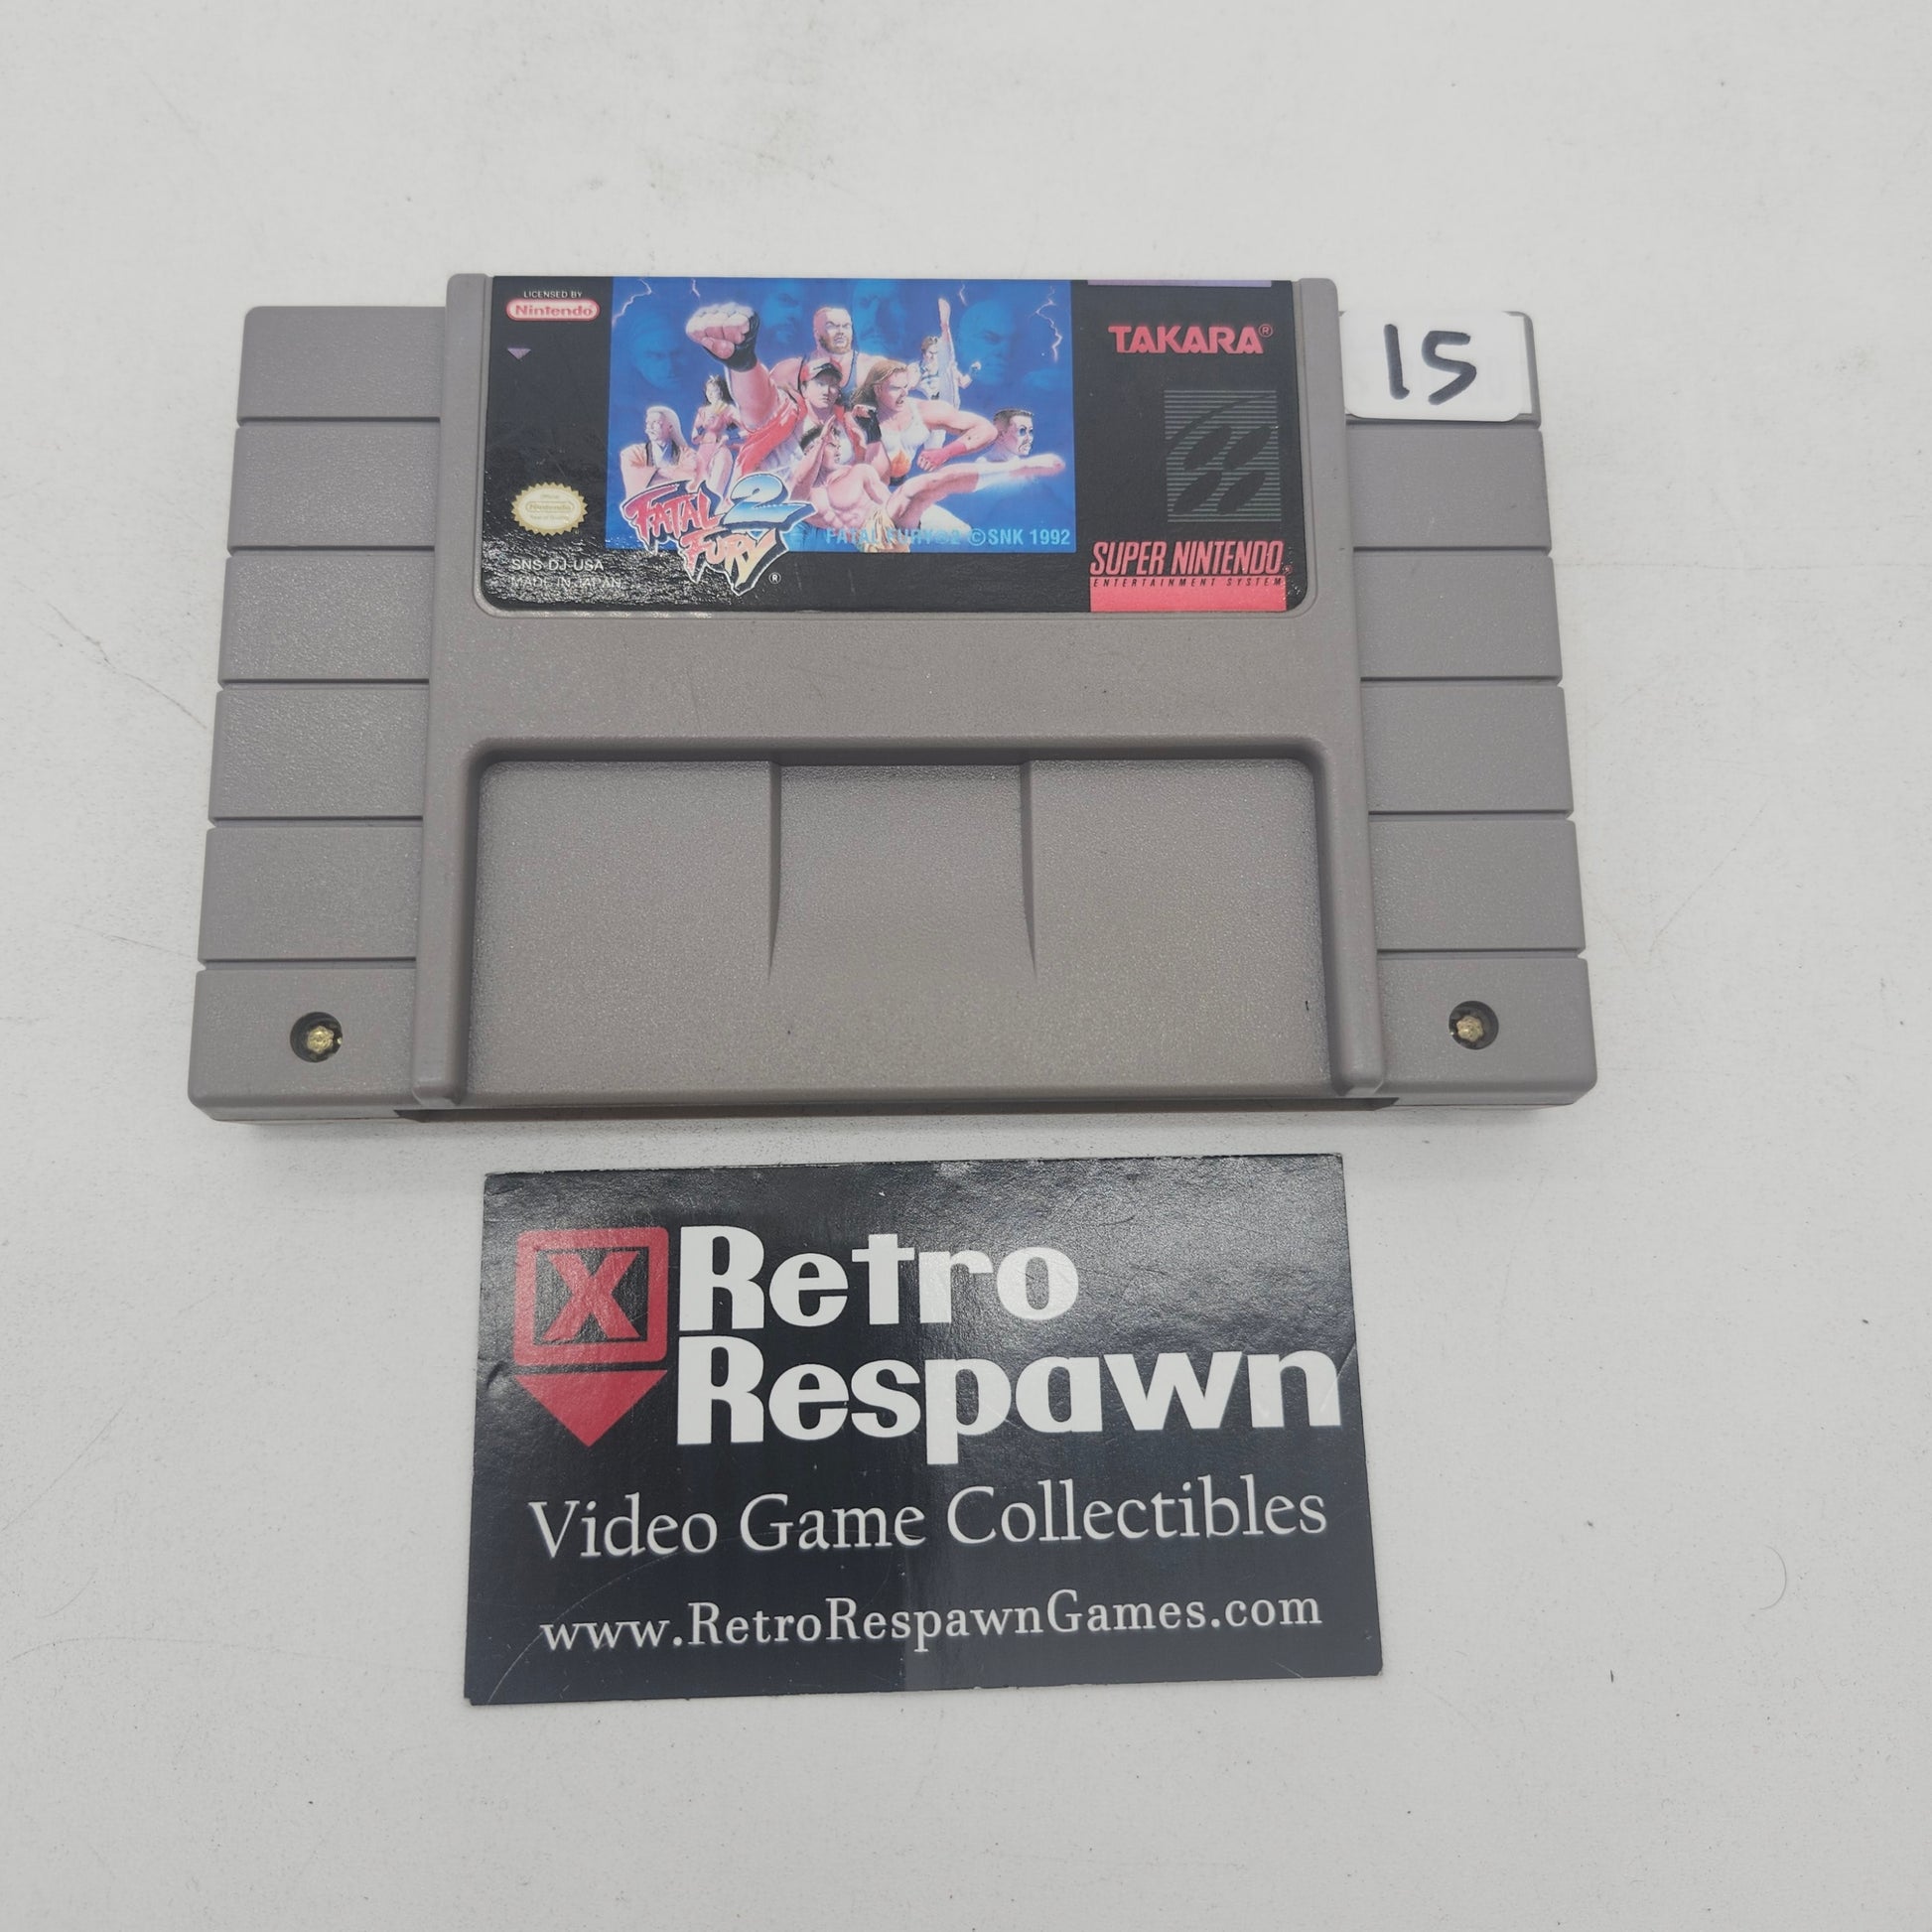 LICENSED BY
Nintendo
TAKARA®
15
FATAL FURY 2
®
FATAL FURY 2 ©SNK 1992
Nintendo
SNS-DJ-USA
MADE IN JAPAN
SUPER NINTENDO
ENTERTAINMENT SYSTEM
X
Retro
Respawn
Video Game Collectibles
www.RetroRespawnGames.com